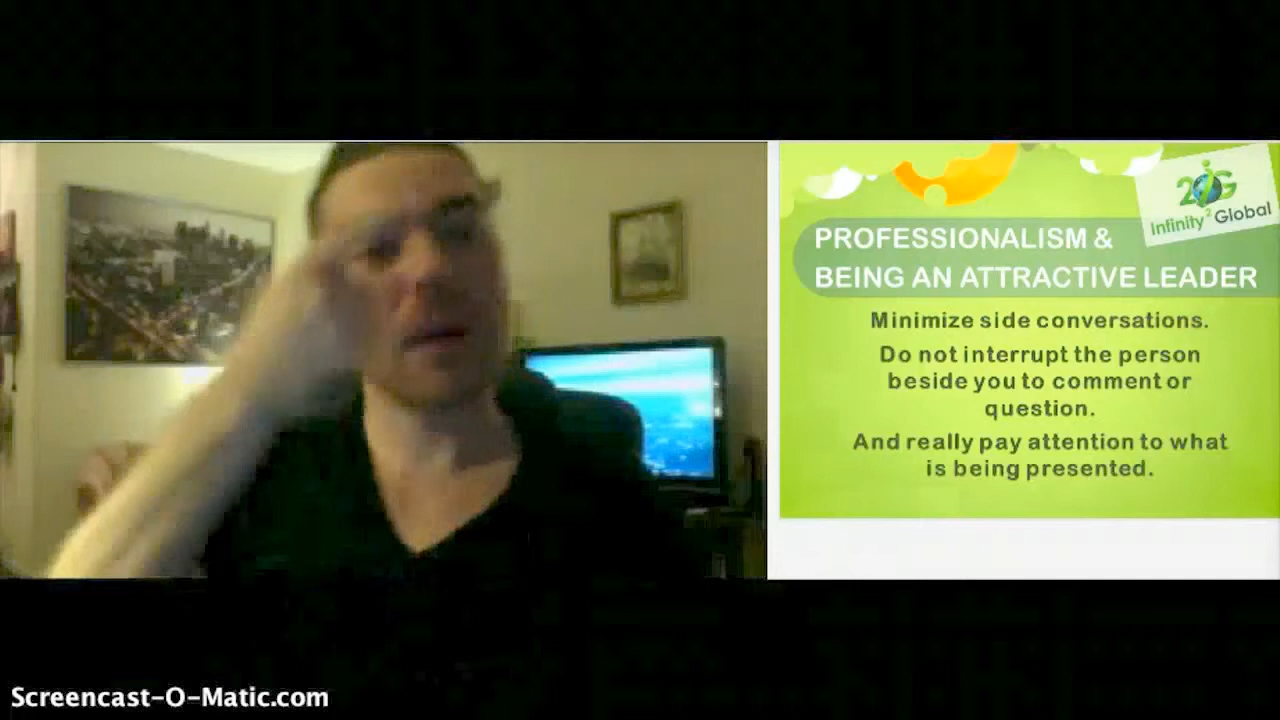 2iG
Infinity2 Global
PROFESSIONALISM &
BEING AN ATTRACTIVE LEADER
Minimize side conversations.
Do not interrupt the person
beside you to comment or
question.
And really pay attention to what
is being presented.
Screencast-O-Matic.com